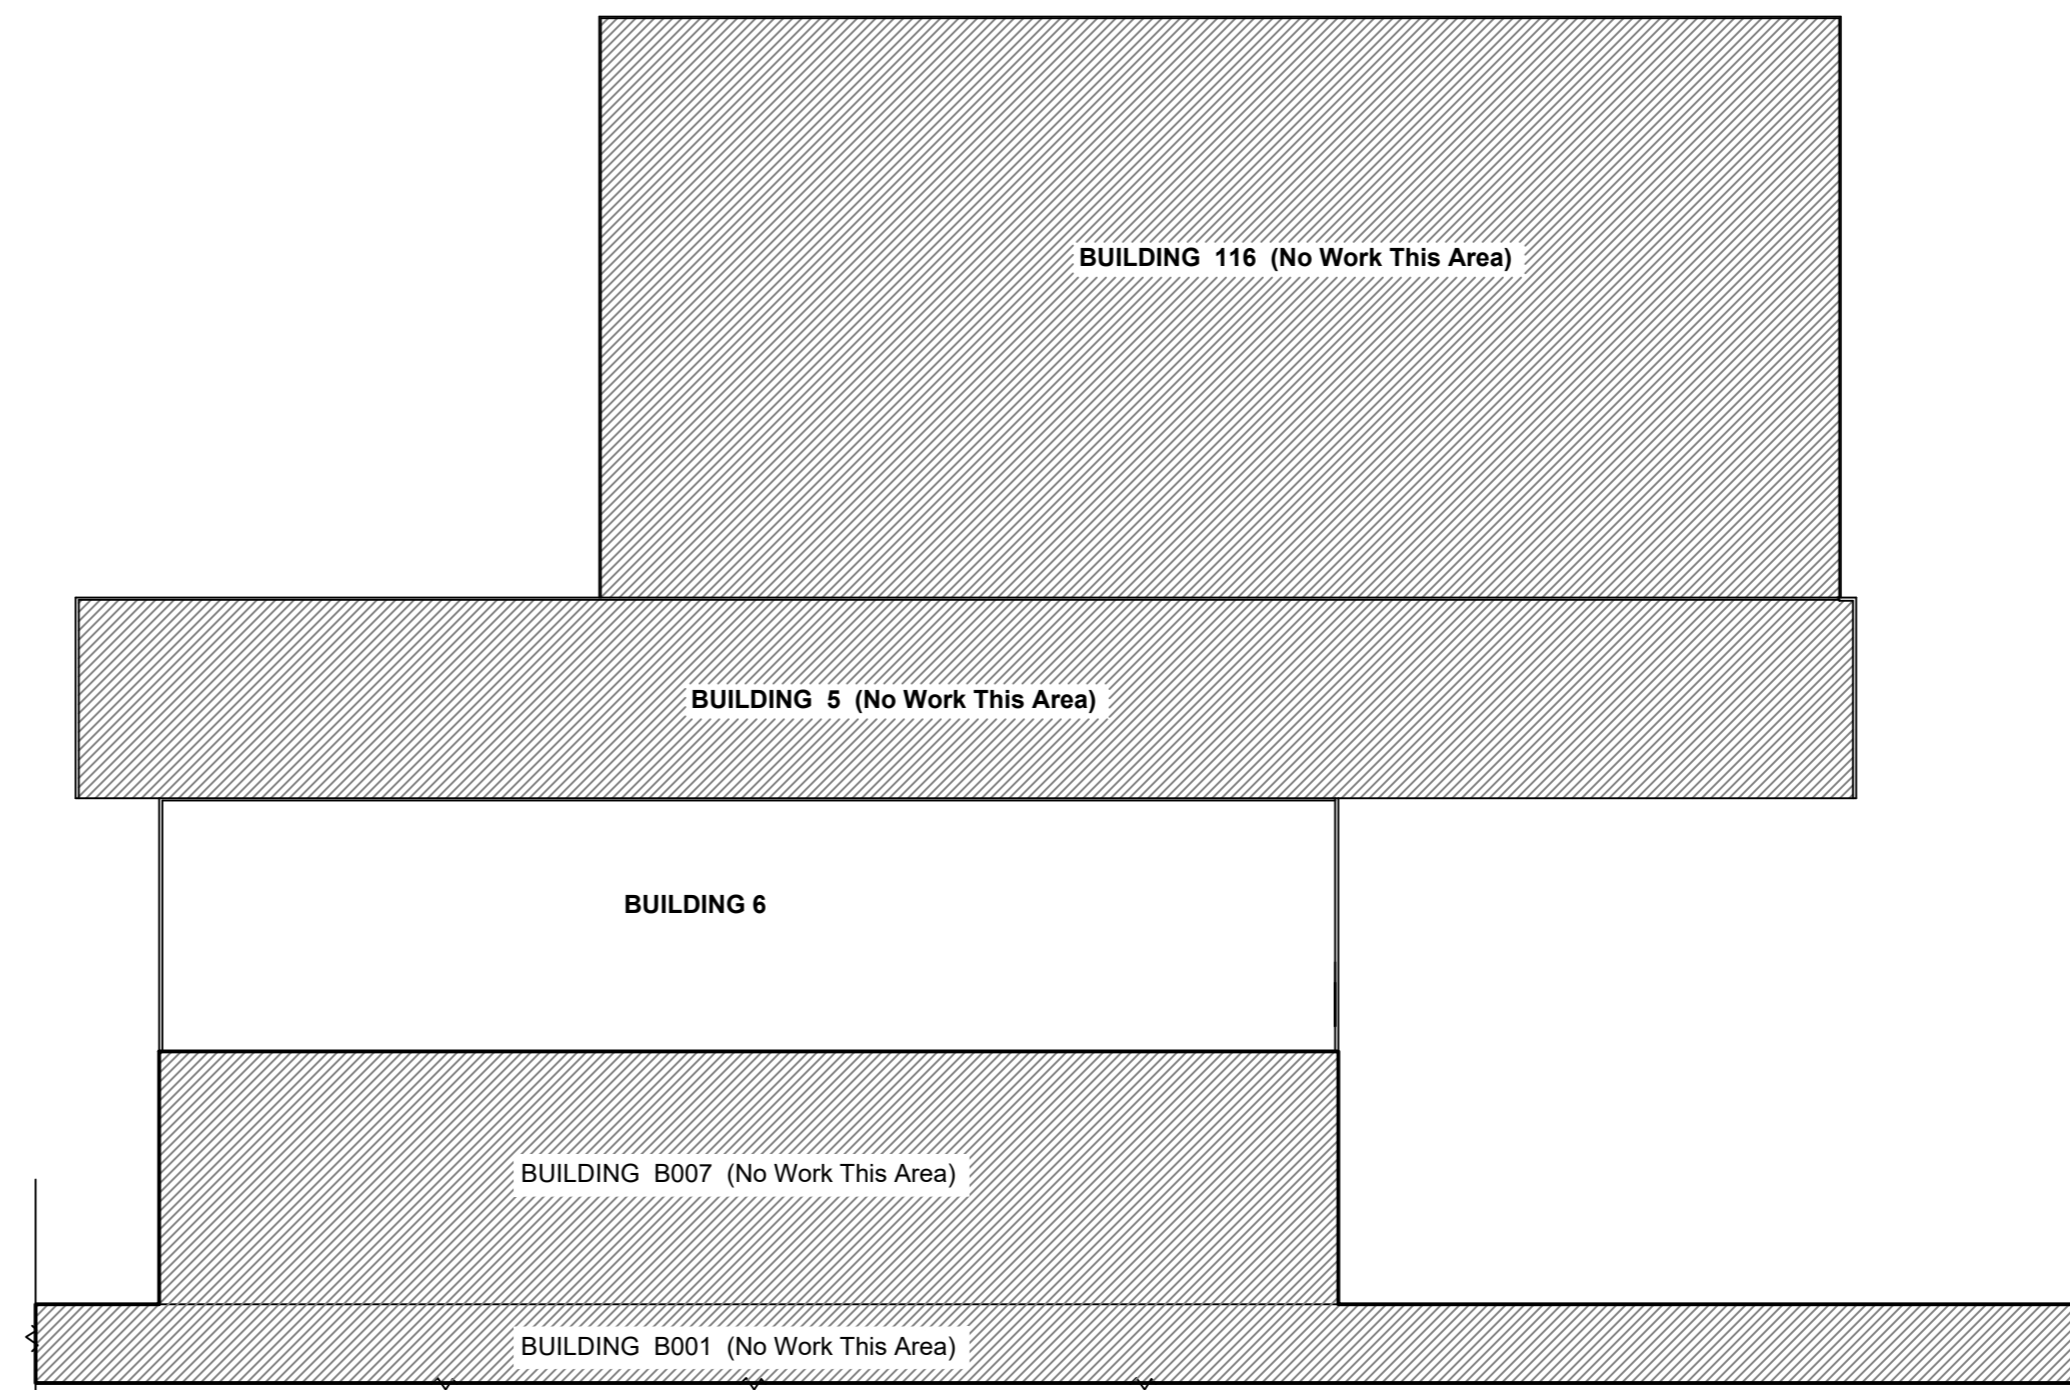 BUILDING 116 (No Work This Area)
BUILDING 5 (No Work This Area)
BUILDING 6
BUILDING B007 (No Work This Area)
BUILDING B001 (No Work This Area)